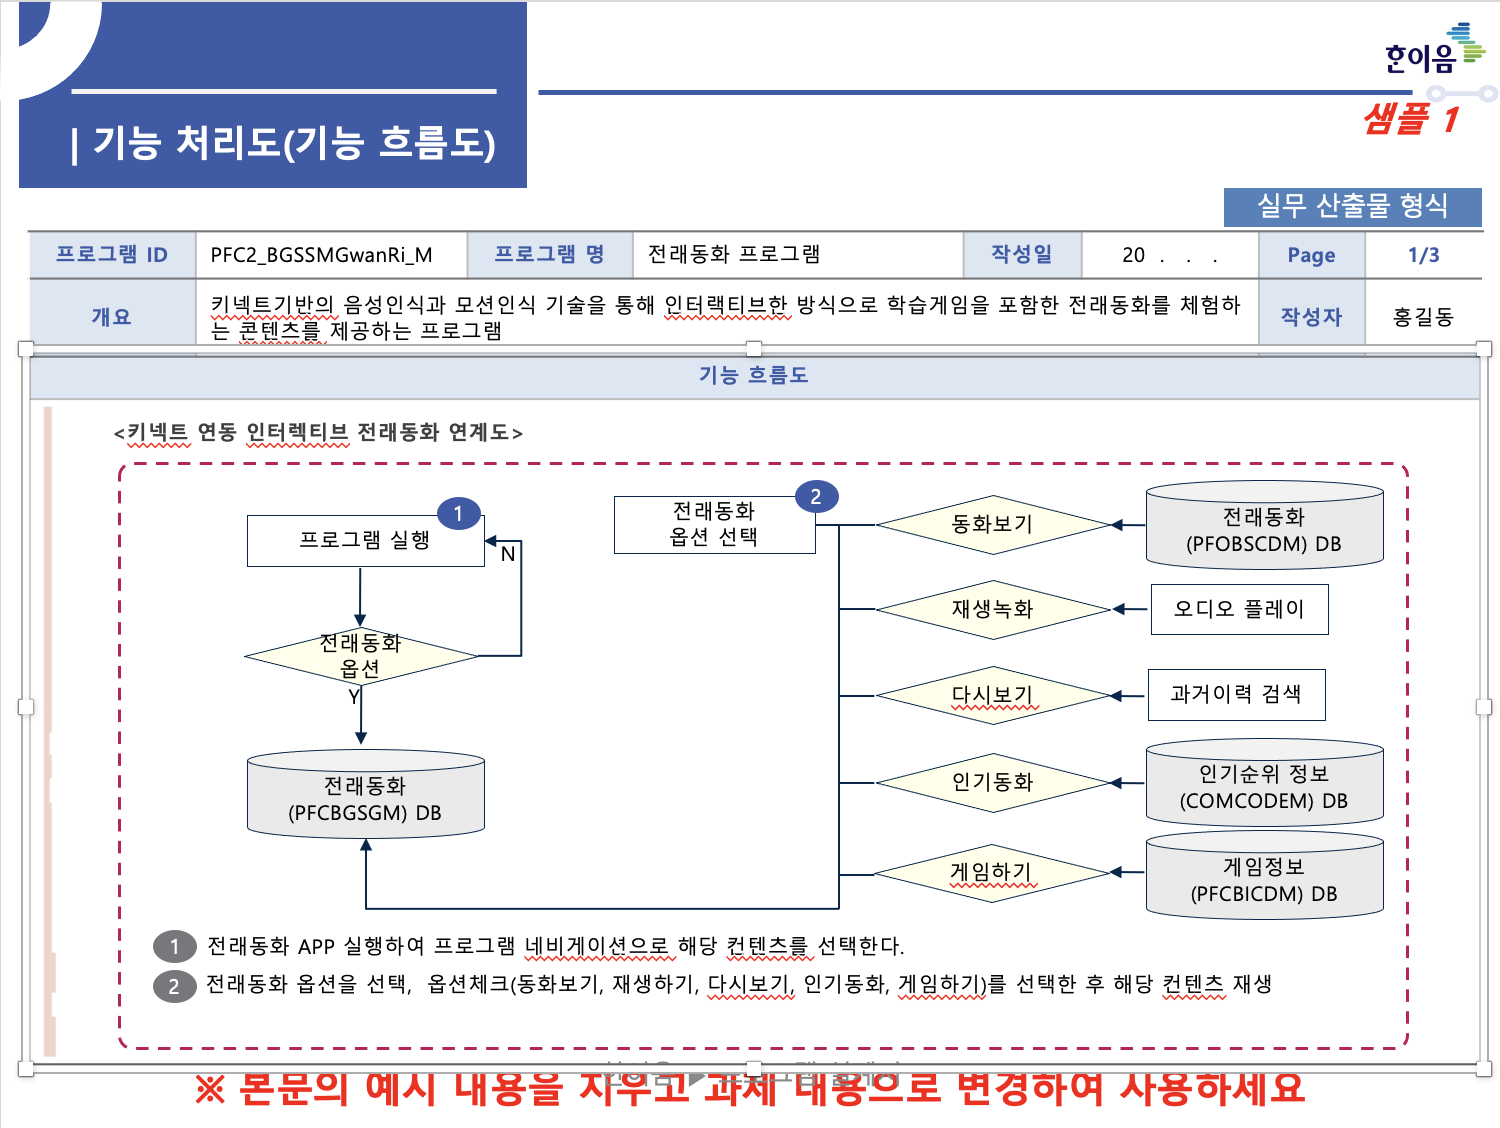 한이음
샘플 1
| 기능 처리도(기능 흐름도)
실무 산출물 형식
프로그램 ID PFC2_BGSSMGwanRi_M 프로그램 명 전래동화 프로그램 작성일 20 . . . Page 1/3
개요 키넥트기반의 음성인식과 모션인식 기술을 통해 인터랙티브한 방식으로 학습게임을 포함한 전래동화를 체험하
는 콘텐츠를 제공하는 프로그램
작성자 홍길동
기능 흐름도
<키넥트 연동 인터렉티브 전래동화 연계도>
1
프로그램 실행
N
전래동화
옵션
Y
전래동화
(PFCBGSGM) DB
2
전래동화
옵션 선택
동화보기
전래동화
(PFOBSCDM) DB
재생녹화
오디오 플레이
다시보기
과거이력 검색
인기동화
인기순위 정보
(COMCODEM) DB
게임하기
게임정보
(PFCBICDM) DB
1 전래동화 APP 실행하여 프로그램 네비게이션으로 해당 컨텐츠를 선택한다.
2 전래동화 옵션을 선택, 옵션체크(동화보기, 재생하기, 다시보기, 인기동화, 게임하기)를 선택한 후 해당 컨텐츠 재생
한이음 ▶ 프로그램 설계서
※ 본문의 예시 내용을 지우고 과제 내용으로 변경하여 사용하세요